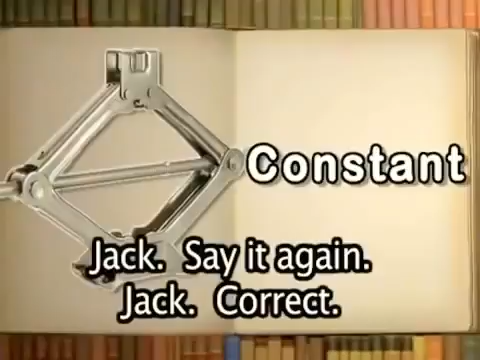 Constant
Jack.  Say it again.
Jack.  Correct.